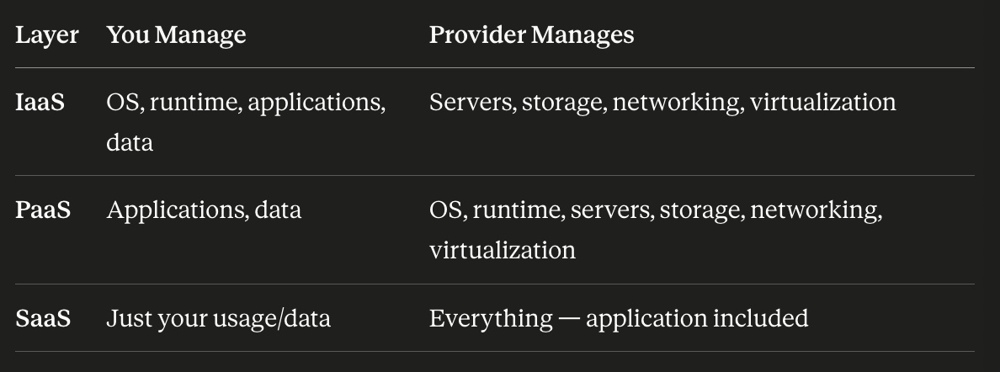 Layer You Manage Provider Manages
IaaS OS, runtime, applications, Servers, storage, networking, virtualization
data
PaaS Applications, data OS, runtime, servers, storage, networking,
virtualization
SaaS Just your usage/data Everything — application included